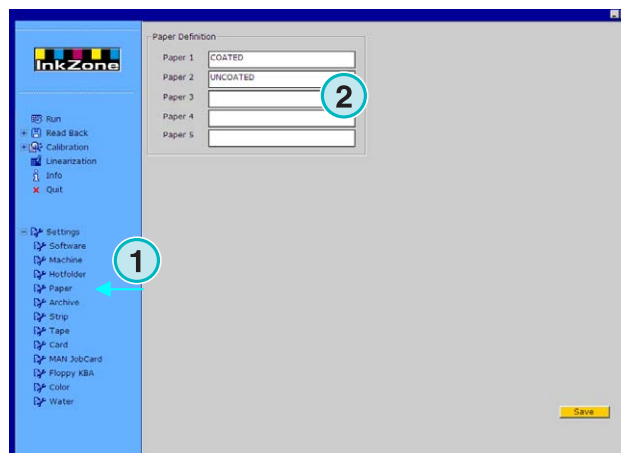 InkZone
Run
Read Back
Calibration
Linearization
Info
Quit
Settings
Software
Machine
Hotfolder
Paper
Archive
Strip
Tape
Card
MAN JobCard
Floppy KBA
Color
Water
1
Paper Definition
Paper 1 COATED
Paper 2 UNCOATED
Paper 3
Paper 4
Paper 5
2
Save